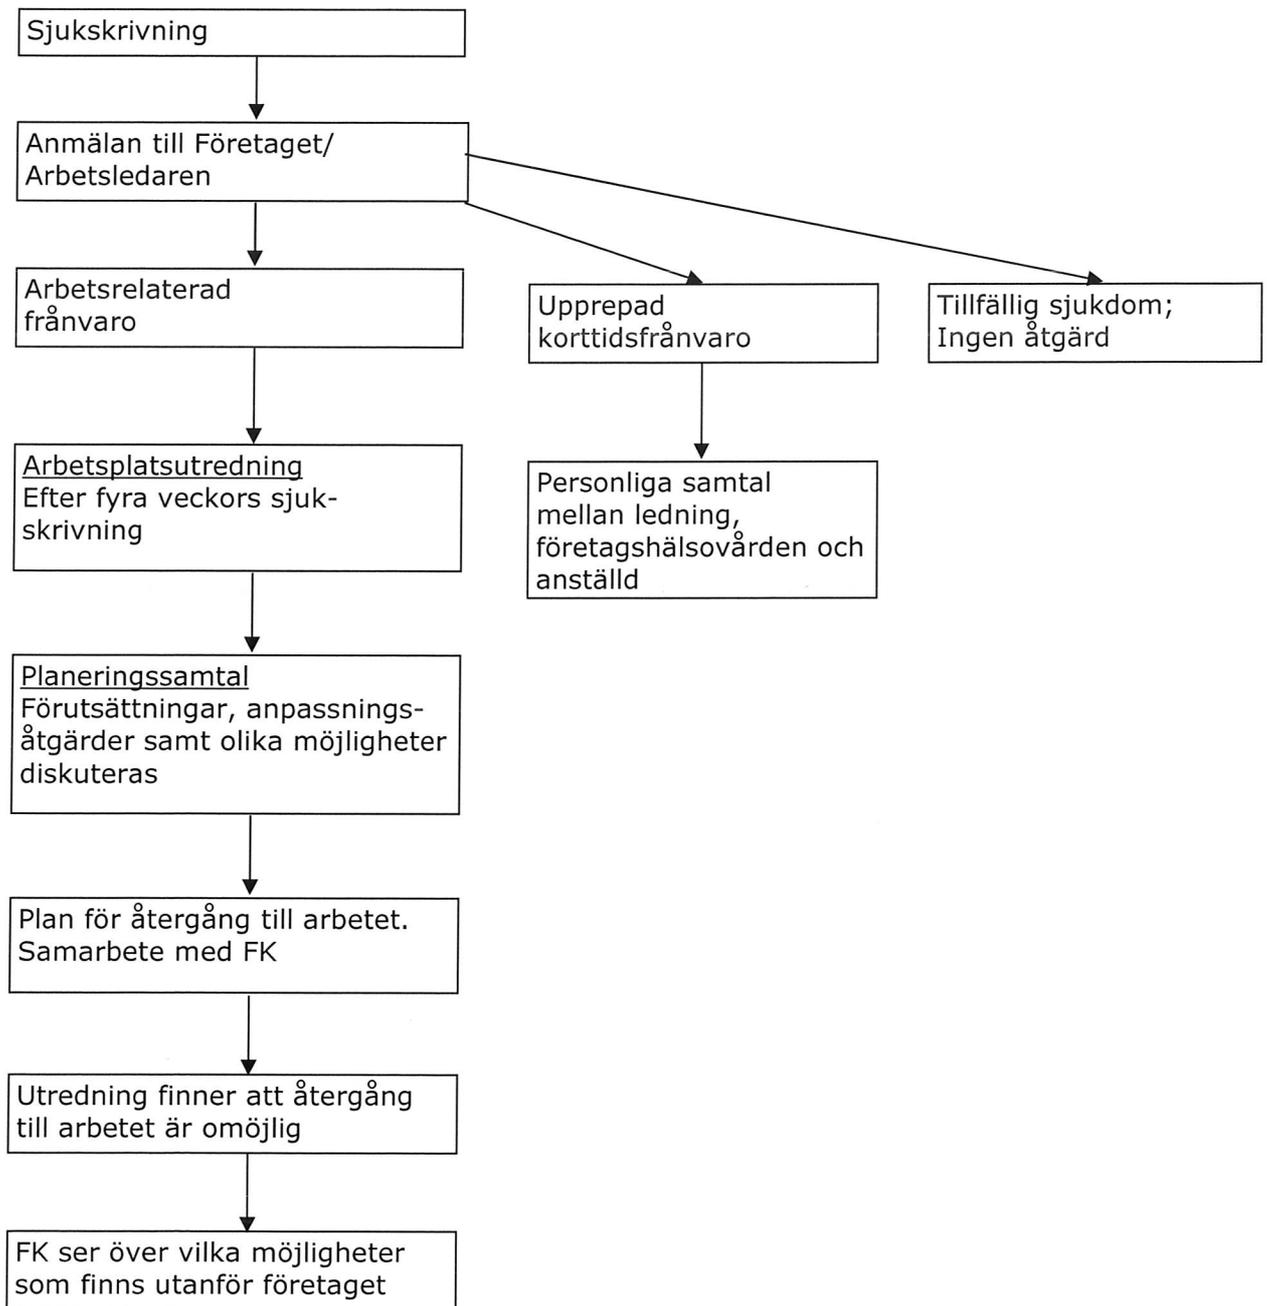 Sjukskrivning
Anmälan till Företaget/
Arbetsledaren
Arbetsrelaterad
frånvaro
Upprepad
korttidsfrånvaro
Tillfällig sjukdom;
Ingen åtgärd
Arbetsplatsutredning
Efter fyra veckors sjuk-
skrivning
Personliga samtal
mellan ledning,
företagshälsovården och
anställd
Planeringssamtal
Förutsättningar, anpassnings-
åtgärder samt olika möjligheter
diskuteras
Plan för återgång till arbetet.
Samarbete med FK
Utredning finner att återgång
till arbetet är omöjlig
FK ser över vilka möjligheter
som finns utanför företaget